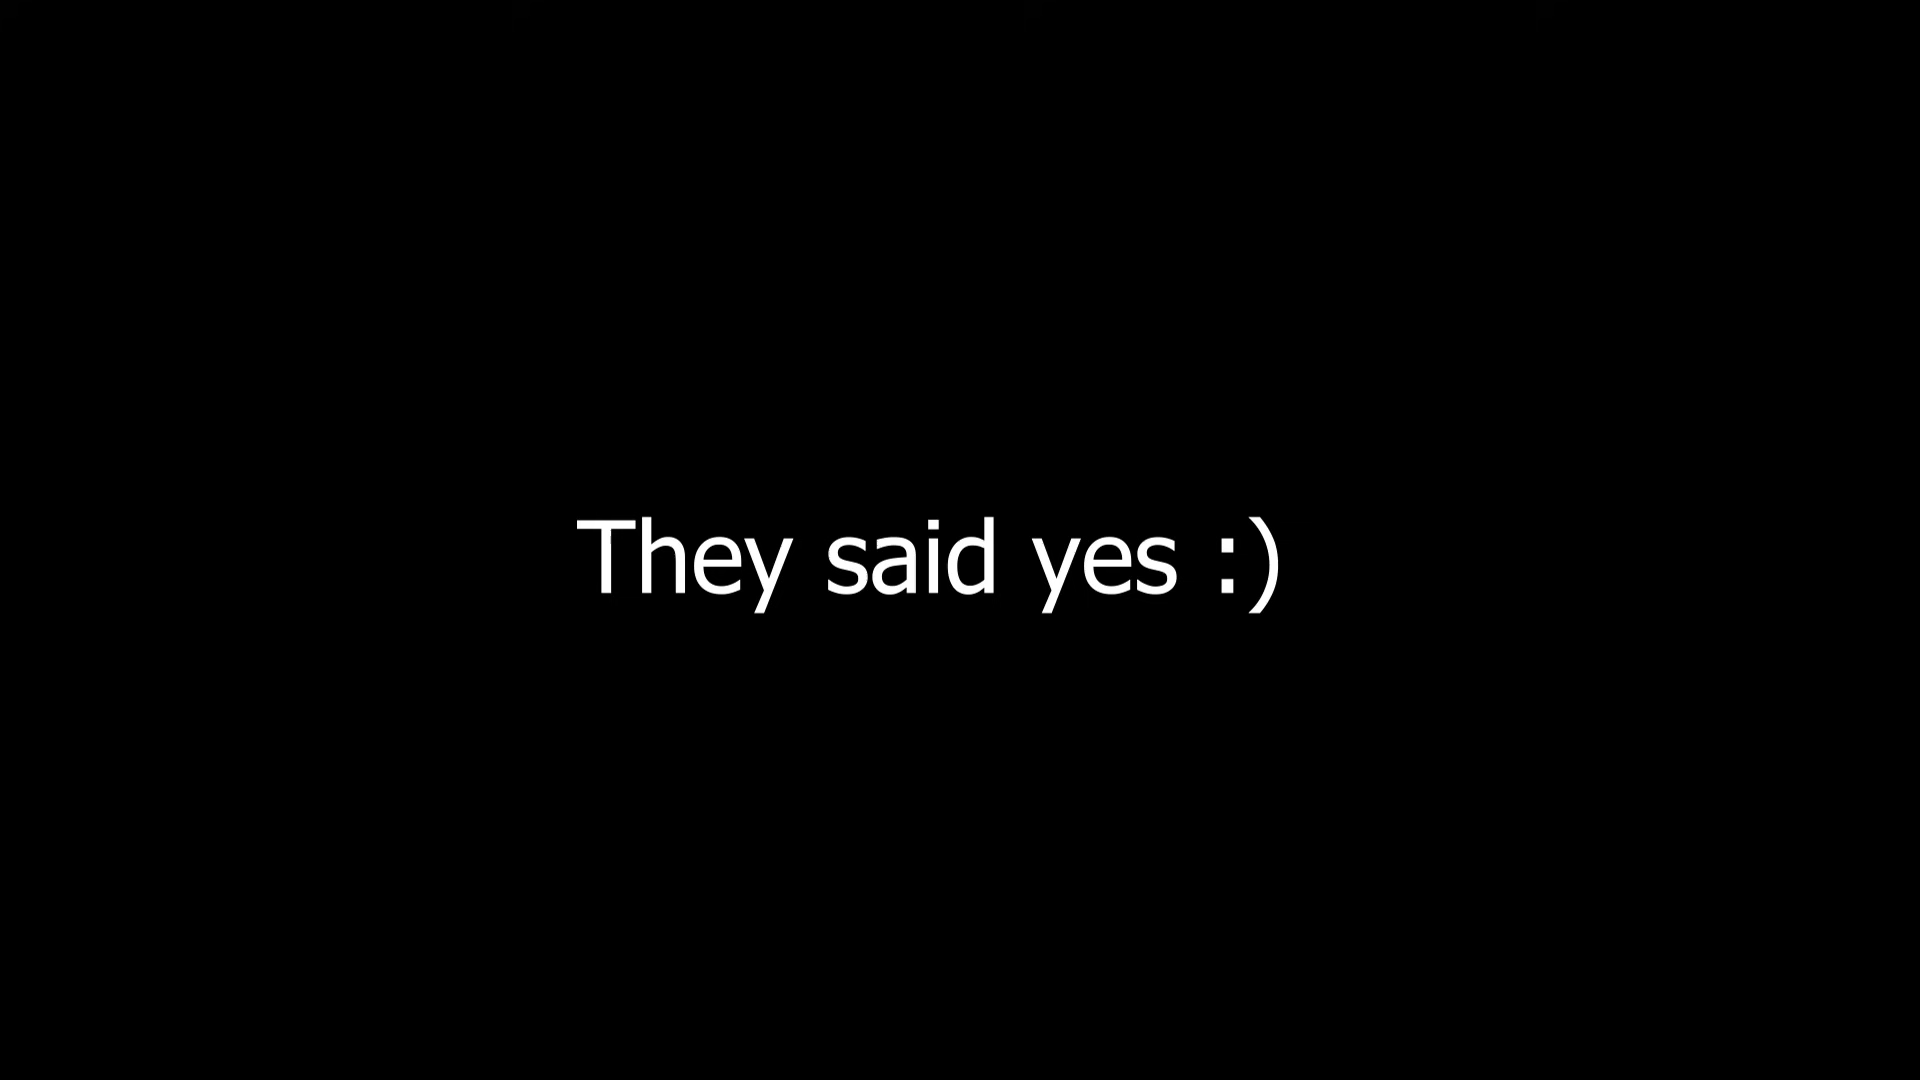 They said yes :)